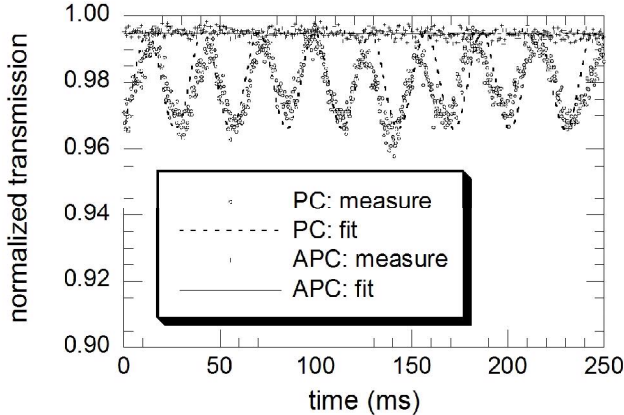 normalized transmission
1.00
0.98
0.96
0.94
0.92
0.90
PC: measure
PC: fit
APC: measure
APC: fit
0 50 100 150 200 250
time (ms)